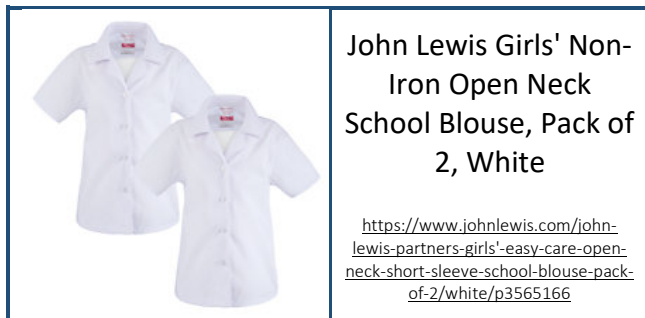 John Lewis Girls' Non-
Iron Open Neck
School Blouse, Pack of
2, White
https://www.johnlewis.com/john-
lewis-partners-girls'-easy-care-open-
neck-short-sleeve-school-blouse-pack-
of-2/white/p3565166